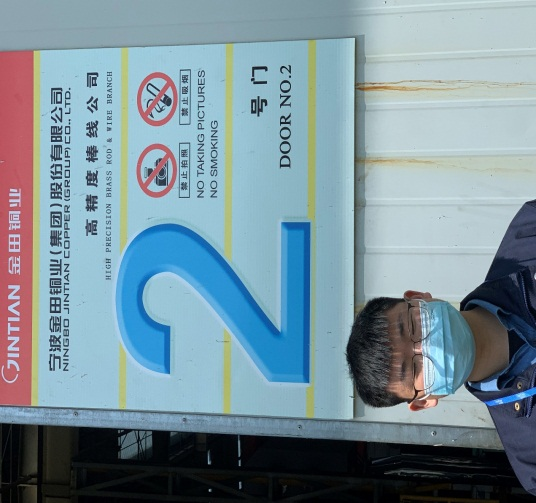 JINTIAN 金田铜业
宁波金田铜业(集团)股份有限公司
NINGBO JINTIAN COPPER (GROUP) CO., LTD.
高精度棒线公司
HIGH PRECISION BRASS ROD & WIRE BRANCH
2
禁止拍照
禁止吸烟
NO TAKING PICTURES
NO SMOKING
号门
DOOR NO.2